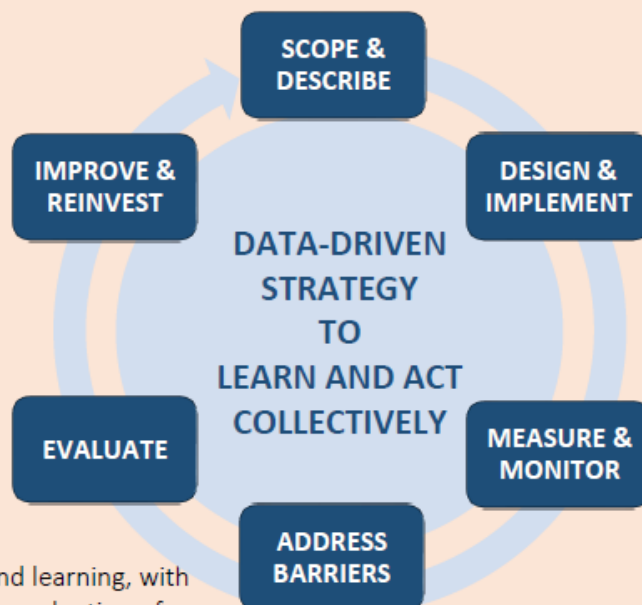 SCOPE &
DESCRIBE
DESIGN &
IMPLEMENT
MEASURE &
MONITOR
ADDRESS
BARRIERS
EVALUATE
IMPROVE &
REINVEST
DATA-DRIVEN
STRATEGY
TO
LEARN AND ACT
COLLECTIVELY
nd learning, with